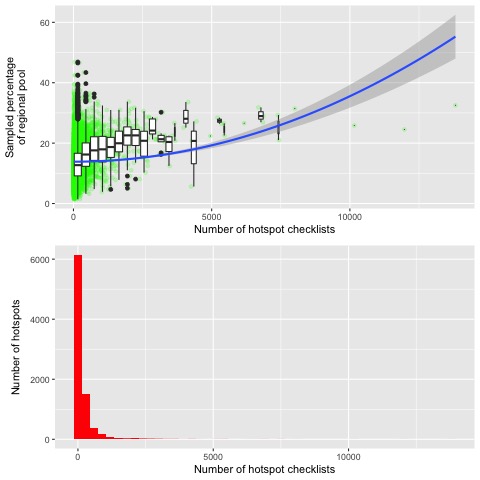 Sampled percentage
of regional pool
60
40
20
0
0 5000 10000
Number of hotspot checklists
Number of hotspots
6000
4000
2000
0
0 5000 10000
Number of hotspot checklists